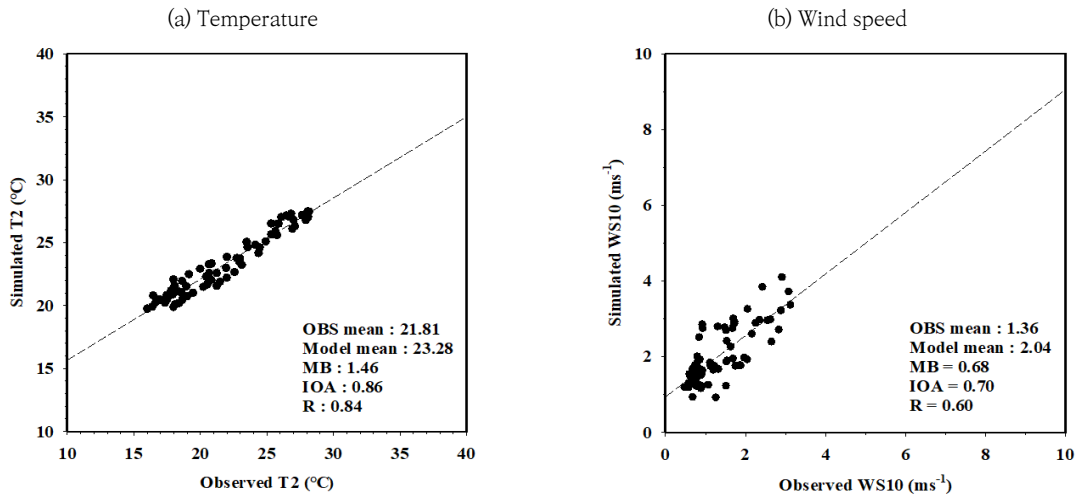 (a) Temperature
40
35
30
25
20
15
10
10
15
20
25
30
35
40
Simulated T2 (°C)
Observed T2 (°C)
OBS mean : 21.81
Model mean : 23.28
MB : 1.46
IOA : 0.86
R : 0.84
(b) Wind speed
10
8
6
4
2
0
0
2
4
6
8
10
Simulated WS10 (ms⁻¹)
Observed WS10 (ms⁻¹)
OBS mean : 1.36
Model mean : 2.04
MB = 0.68
IOA = 0.70
R = 0.60